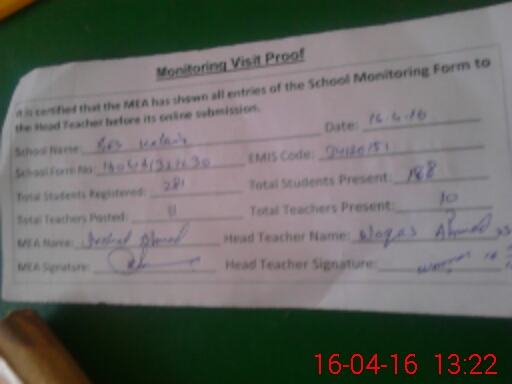 Monitoring Visit Proof
It is certified that the MEA has shown all entries of the School Monitoring Form to
the Head Teacher before its online submission.
School Name: Date: 16.4.16
School Form No: EMIS Code:
Total Students Registered: 281 Total Students Present: 188
Total Teachers Posted: 11 Total Teachers Present: 10
MEA Name: Ahmad Head Teacher Name: Waqas Ahmad
MEA Signature: Head Teacher Signature:
16-04-16 13:22